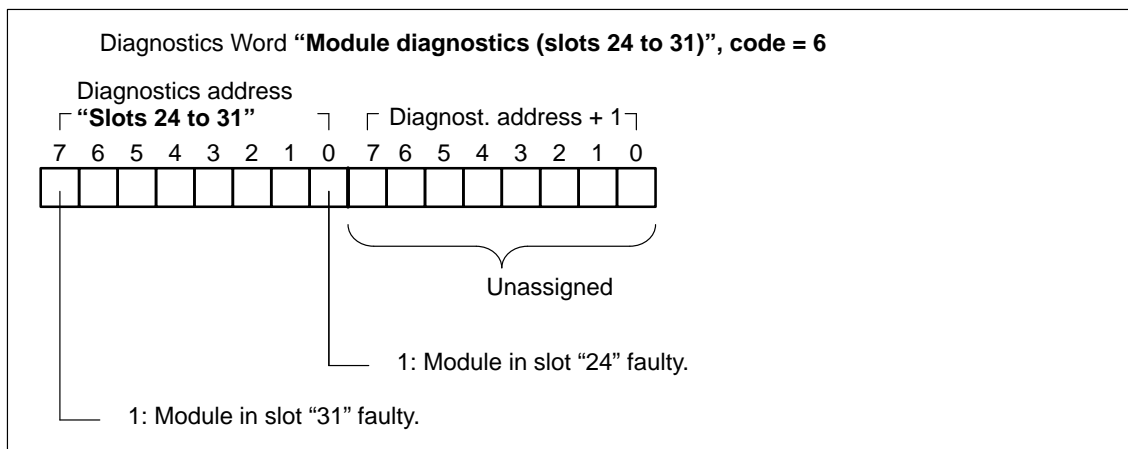 Diagnostics Word “Module diagnostics (slots 24 to 31)”, code = 6
Diagnostics address
“Slots 24 to 31” Diagnost. address + 1
7 6 5 4 3 2 1 0 7 6 5 4 3 2 1 0
Unassigned
1: Module in slot “24” faulty.
1: Module in slot “31” faulty.